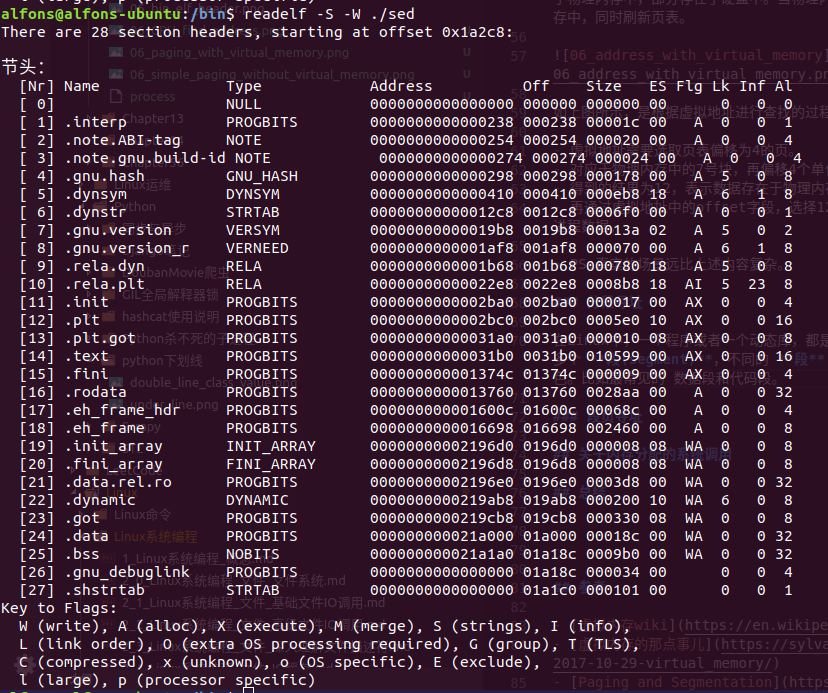 l (large), p (processor specific)
alfons@alfons-ubuntu:/bin$ readelf -S -W ./sed
There are 28 section headers, starting at offset 0x1a2c8:
节头：
[Nr] Name Type Address Off Size ES Flg Lk Inf Al
[ 0] NULL 0000000000000000 000000 000000 00 0 0 0
[ 1] .interp PROGBITS 0000000000000238 000238 00001c 00 A 0 0 1
[ 2] .note.ABI-tag NOTE 0000000000000254 000254 000020 00 A 0 0 4
[ 3] .note.gnu.build-id NOTE 0000000000000274 000274 000024 00 A 0 0 4
[ 4] .gnu.hash GNU_HASH 0000000000000298 000298 000178 00 A 5 0 8
[ 5] .dynsym DYNSYM 0000000000000410 000410 000eb8 18 A 6 1 8
[ 6] .dynstr STRTAB 00000000000012c8 0012c8 0006f0 00 A 0 0 1
[ 7] .gnu.version VERSYM 00000000000019b8 0019b8 00013a 02 A 5 0 2
[ 8] .gnu.version_r VERNEED 0000000000001af8 001af8 000070 00 A 6 1 8
[ 9] .rela.dyn RELA 0000000000001b68 001b68 000780 18 A 5 0 8
[10] .rela.plt RELA 00000000000022e8 0022e8 0008b8 18 AI 5 23 8
[11] .init PROGBITS 0000000000002ba0 002ba0 000017 00 AX 0 0 4
[12] .plt PROGBITS 0000000000002bc0 002bc0 0005e0 10 AX 0 0 16
[13] .plt.got PROGBITS 00000000000031a0 0031a0 000010 08 AX 0 0 8
[14] .text PROGBITS 00000000000031b0 0031b0 010599 00 AX 0 0 16
[15] .fini PROGBITS 000000000001374c 01374c 000009 00 AX 0 0 4
[16] .rodata PROGBITS 0000000000013760 013760 0028aa 00 A 0 0 32
[17] .eh_frame_hdr PROGBITS 000000000001600c 01600c 00068c 00 A 0 0 4
[18] .eh_frame PROGBITS 0000000000016698 016698 002460 00 A 0 0 8
[19] .init_array INIT_ARRAY 00000000002196d0 0196d0 000008 08 WA 0 0 8
[20] .fini_array FINI_ARRAY 00000000002196d8 0196d8 000008 08 WA 0 0 8
[21] .data.rel.ro PROGBITS 00000000002196e0 0196e0 0003d8 00 WA 0 0 32
[22] .dynamic DYNAMIC 0000000000219ab8 019ab8 000200 10 WA 6 0 8
[23] .got PROGBITS 0000000000219cb8 019cb8 000330 08 WA 0 0 8
[24] .data PROGBITS 000000000021a000 01a000 00018c 00 WA 0 0 32
[25] .bss NOBITS 000000000021a1a0 01a18c 0009b0 00 WA 0 0 32
[26] .gnu_debuglink PROGBITS 0000000000000000 01a18c 000034 00 0 0 4
[27] .shstrtab STRTAB 0000000000000000 01a1c0 000101 00 0 0 1
Key to Flags:
W (write), A (alloc), X (execute), M (merge), S (strings), I (info),
L (link order), O (extra OS processing required), G (group), T (TLS),
C (compressed), x (unknown), o (OS specific), E (exclude),
l (large), p (processor specific)